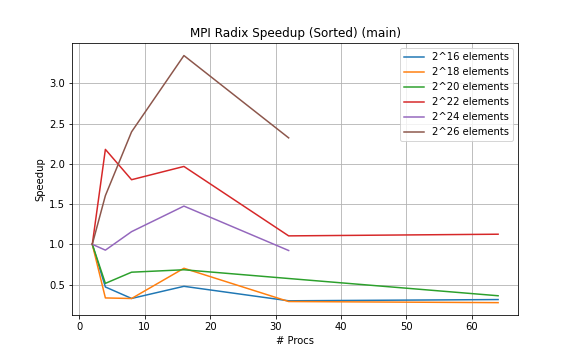 MPI Radix Speedup (Sorted) (main)
2^16 elements
2^18 elements
2^20 elements
2^22 elements
2^24 elements
2^26 elements
Speedup
3.0
2.5
2.0
1.5
1.0
0.5
0 10 20 30 40 50 60
# Procs